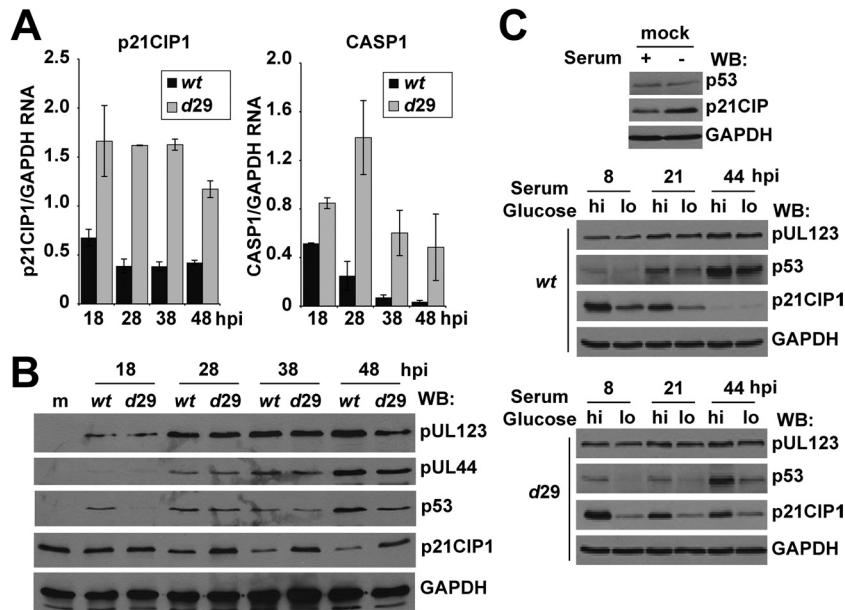 A
p21CIP1
p21CIP1/GAPDH RNA
2.5
2.0
1.5
1.0
0.5
0
wt
d29
18 28 38 48 hpi
CASP1
CASP1/GAPDH RNA
2.0
1.6
1.2
0.8
0.4
0
wt
d29
18 28 38 48 hpi
B
18 28 38 48 hpi
m wt d29 wt d29 wt d29 wt d29 WB:
pUL123
pUL44
p53
p21CIP1
GAPDH
C
mock
Serum + - WB:
p53
p21CIP
GAPDH
Serum 8 21 44 hpi
Glucose hi lo hi lo hi lo WB:
pUL123
p53
p21CIP1
GAPDH
wt
Serum 8 21 44 hpi
Glucose hi lo hi lo hi lo WB:
pUL123
p53
p21CIP1
GAPDH
d29